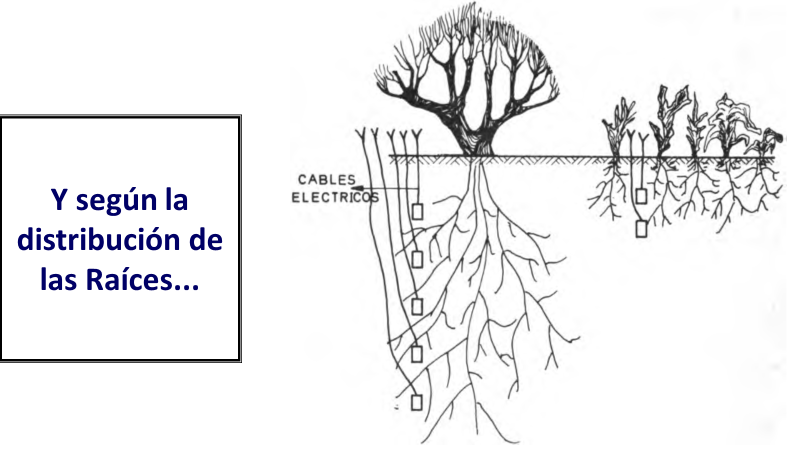 Y según la
distribución de
las Raíces...
CABLES
ELECTRICOS